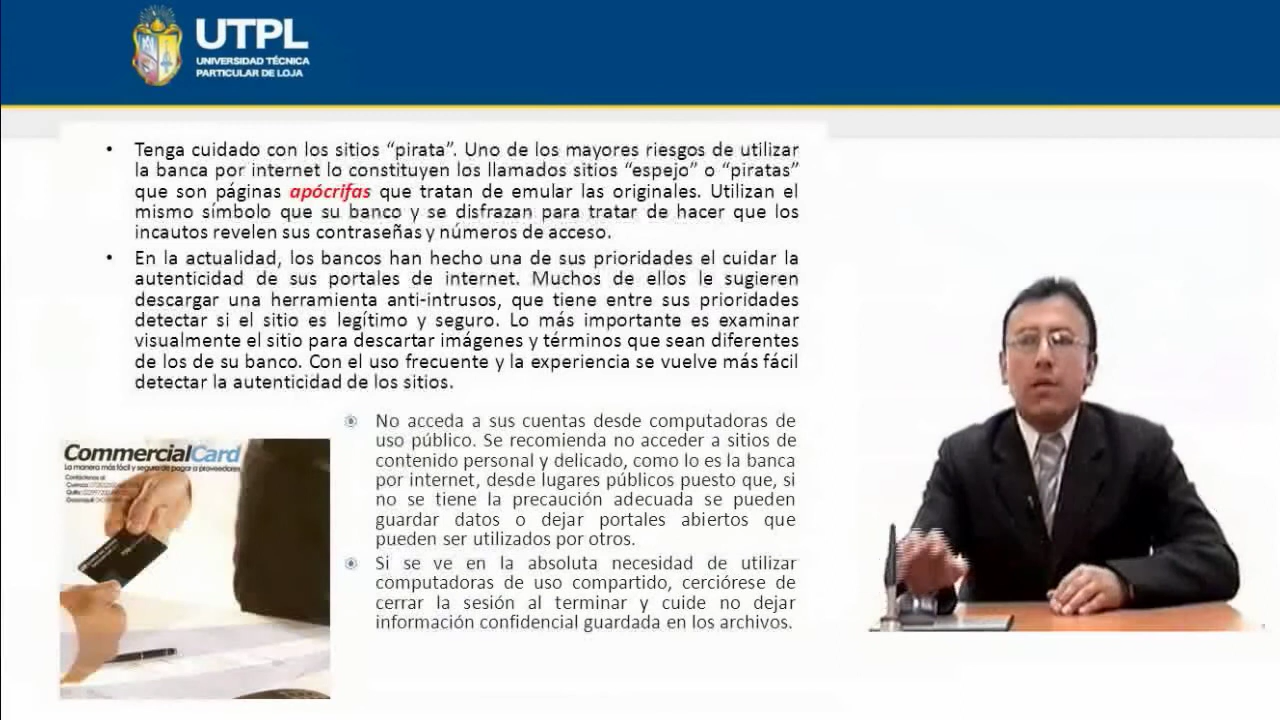 UTPL
UNIVERSIDAD TÉCNICA
PARTICULAR DE LOJA
• Tenga cuidado con los sitios “pirata”. Uno de los mayores riesgos de utilizar
la banca por internet lo constituyen los llamados sitios “espejo” o “piratas”
que son páginas apócrifas que tratan de emular las originales. Utilizan el
mismo símbolo que su banco y se disfrazan para tratar de hacer que los
incautos revelen sus contraseñas y números de acceso.
• En la actualidad, los bancos han hecho una de sus prioridades el cuidar la
autenticidad de sus portales de internet. Muchos de ellos le sugieren
descargar una herramienta anti-intrusos, que tiene entre sus prioridades
detectar si el sitio es legítimo y seguro. Lo más importante es examinar
visualmente el sitio para descartar imágenes y términos que sean diferentes
de los de su banco. Con el uso frecuente y la experiencia se vuelve más fácil
detectar la autenticidad de los sitios.
No acceda a sus cuentas desde computadoras de
uso público. Se recomienda no acceder a sitios de
contenido personal y delicado, como lo es la banca
por internet, desde lugares públicos puesto que, si
no se tiene la precaución adecuada se pueden
guardar datos o dejar portales abiertos que
pueden ser utilizados por otros.
Si se ve en la absoluta necesidad de utilizar
computadoras de uso compartido, cerciórese de
cerrar la sesión al terminar y cuide no dejar
información confidencial guardada en los archivos.
CommercialCard
La manera más fácil y segura de pagar a proveedores
Contáctenos al
Cuenca
Quito
Guayaquil